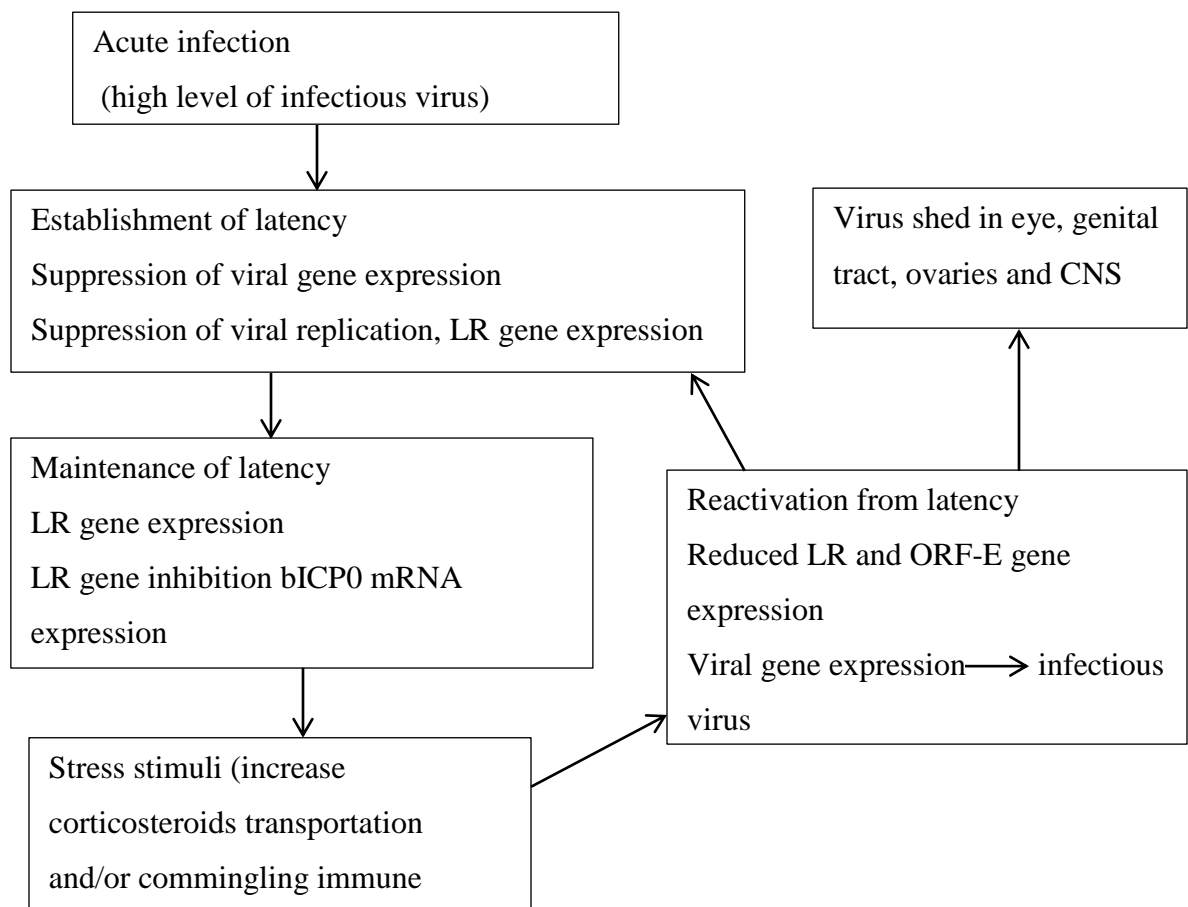 Acute infection
(high level of infectious virus)
Establishment of latency
Suppression of viral gene expression
Suppression of viral replication, LR gene expression
Virus shed in eye, genital
tract, ovaries and CNS
Maintenance of latency
LR gene expression
LR gene inhibition bICP0 mRNA
expression
Reactivation from latency
Reduced LR and ORF-E gene
expression
Viral gene expression → infectious
virus
Stress stimuli (increase
corticosteroids transportation
and/or commingling immune